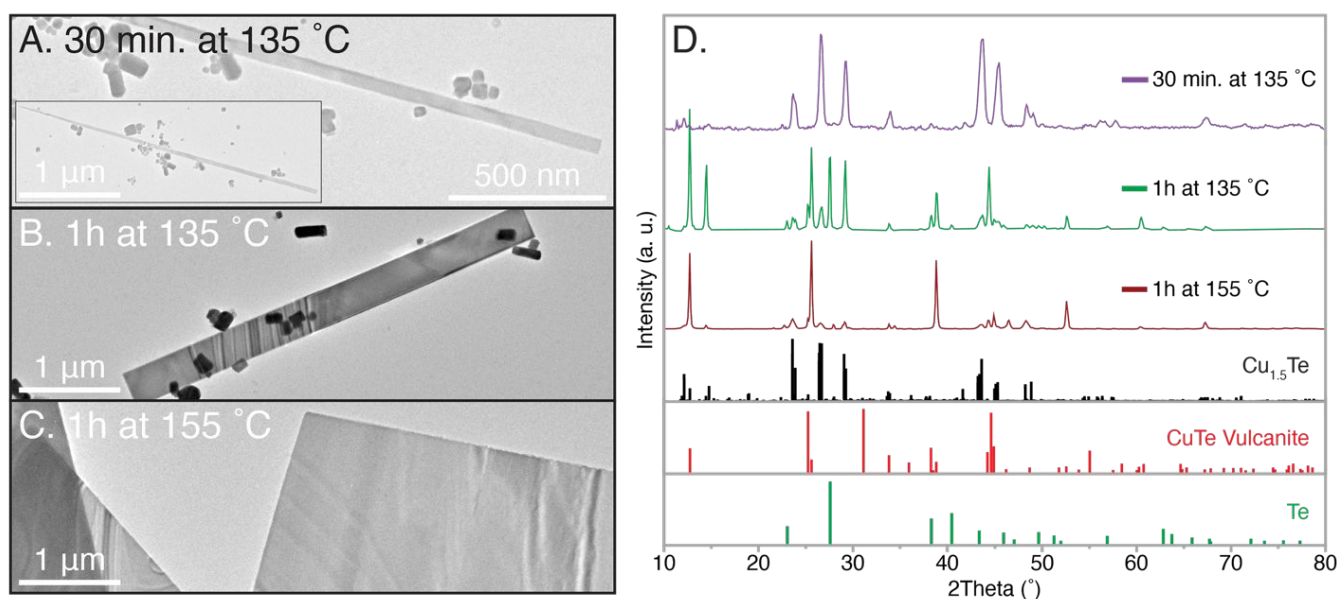 A. 30 min. at 135 ˚C
1 µm
500 nm
B. 1h at 135 ˚C
1 µm
C. 1h at 155 ˚C
1 µm
D.
30 min. at 135 ˚C
1h at 135 ˚C
1h at 155 ˚C
Cu1.5Te
CuTe Vulcanite
Te
Intensity (a. u.)
10 20 30 40 50 60 70 80
2Theta (˚)